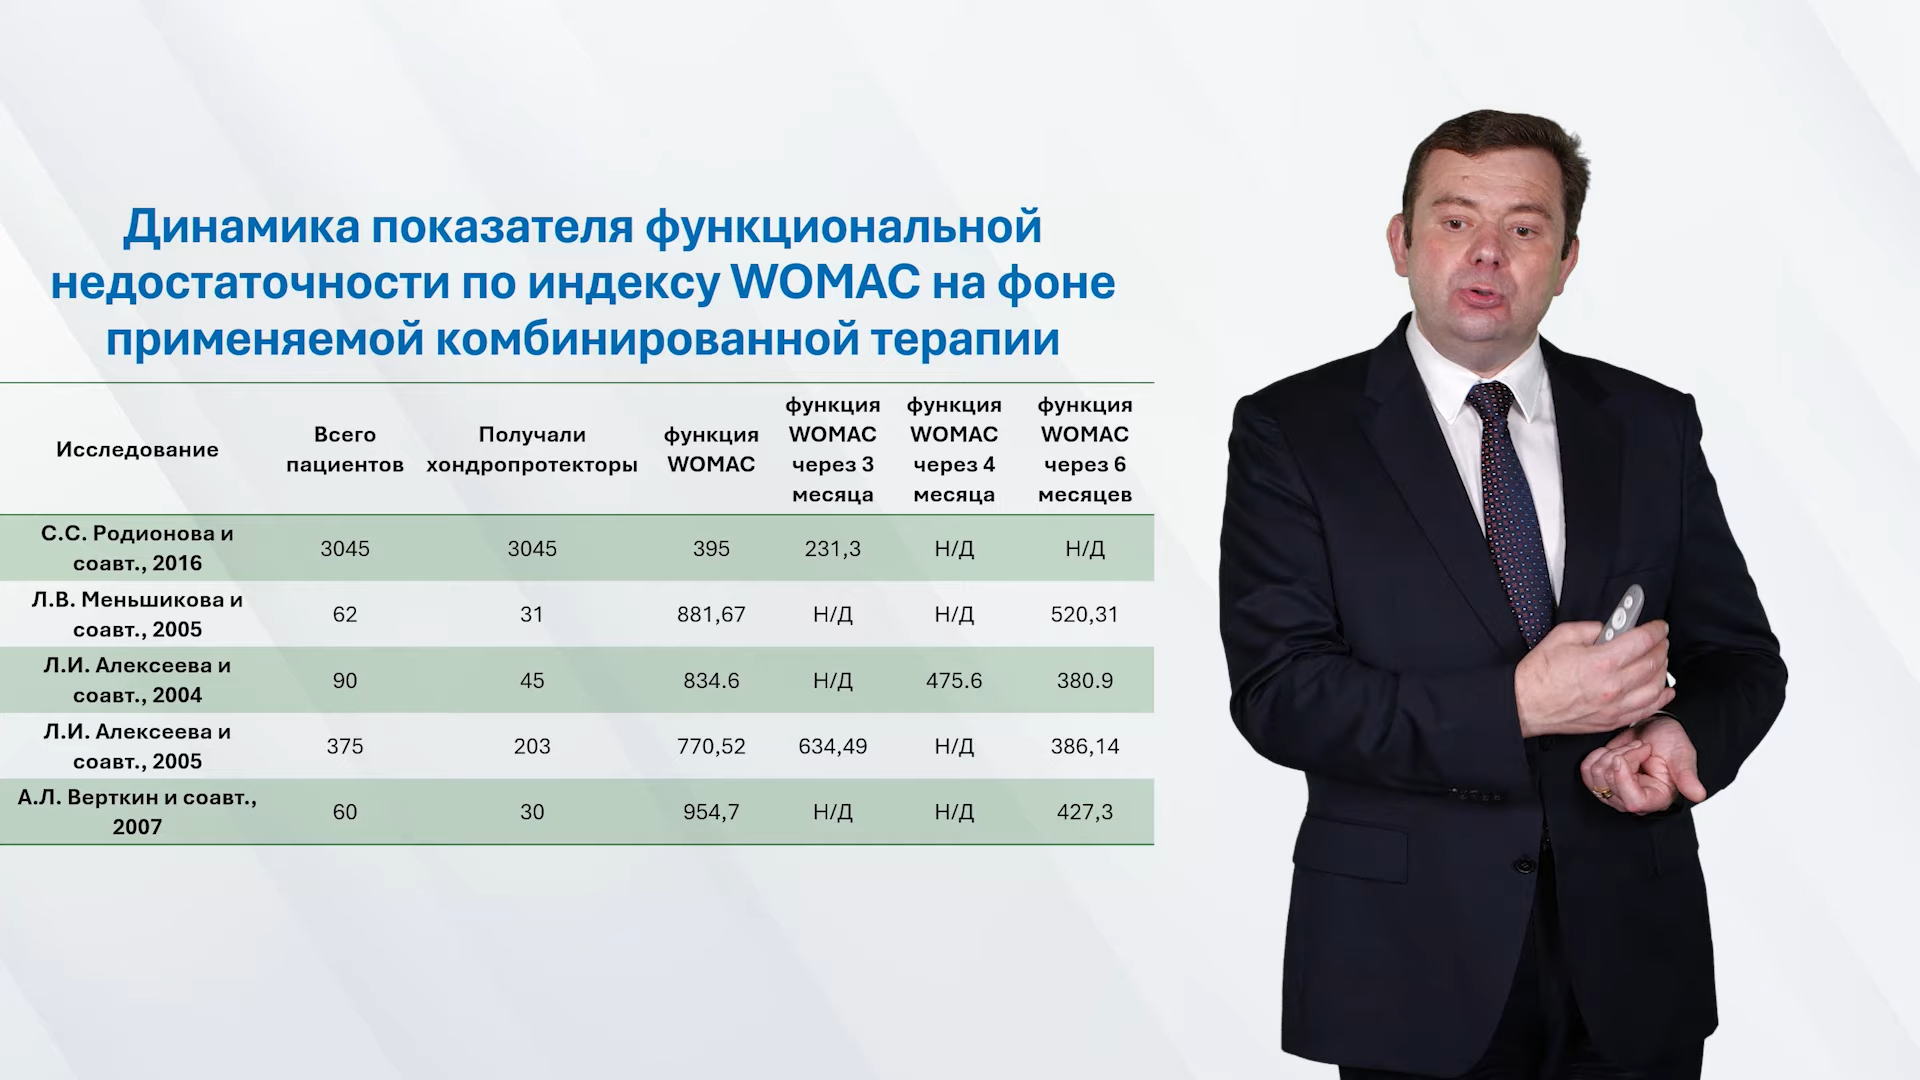 Динамика показателя функциональной
недостаточности по индексу WOMAC на фоне
применяемой комбинированной терапии
Исследование
Всего
пациентов
Получали
хондропротекторы
функция
WOMAC
функция
WOMAC
через 3
месяца
функция
WOMAC
через 4
месяца
функция
WOMAC
через 6
месяцев
С.С. Родионова и
соавт., 2016
3045
3045
395
231,3
Н/Д
Н/Д
Л.В. Меньшикова и
соавт., 2005
62
31
881,67
Н/Д
Н/Д
520,31
Л.И. Алексеева и
соавт., 2004
90
45
834.6
Н/Д
475.6
380.9
Л.И. Алексеева и
соавт., 2005
375
203
770,52
634,49
Н/Д
386,14
А.Л. Верткин и соавт.,
2007
60
30
954,7
Н/Д
Н/Д
427,3